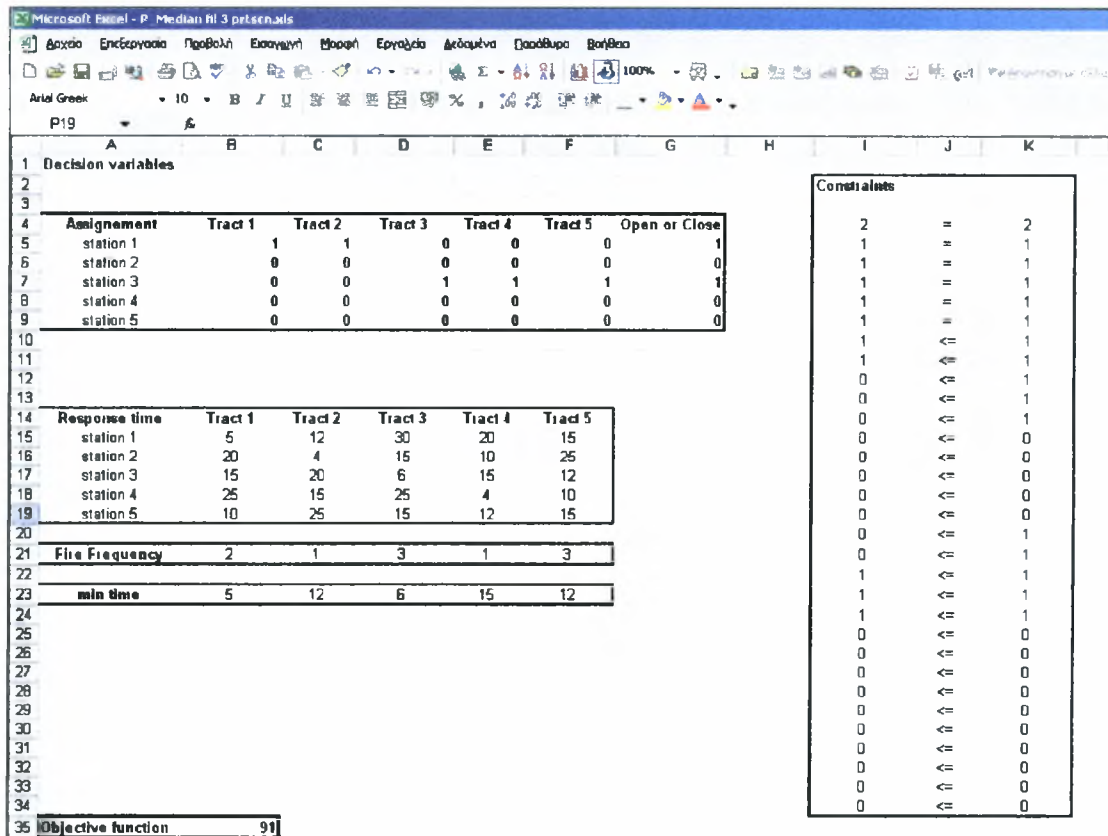 Microsoft Excel - P_Median fil 3 prtscn.xls
Αρχείο Επεξεργασία Προβολή Εισαγωγή Μορφή Εργαλεία Δεδομένα Παράθυρο Βοήθεια
100%
Arial Greek 10 B I U %
P19 fx
A B C D E F G H I J K
1 Decision variables
2 Constraints
3
4 Assignement Tract 1 Tract 2 Tract 3 Tract 4 Tract 5 Open or Close 2 = 2
5 station 1 1 1 0 0 0 1 1 = 1
6 station 2 0 0 0 0 0 0 1 = 1
7 station 3 0 0 1 1 1 1 1 = 1
8 station 4 0 0 0 0 0 0 1 = 1
9 station 5 0 0 0 0 0 0 1 = 1
10 1 <= 1
11 1 <= 1
12 0 <= 1
13 0 <= 1
14 Response time Tract 1 Tract 2 Tract 3 Tract 4 Tract 5 0 <= 1
15 station 1 5 12 30 20 15 0 <= 0
16 station 2 20 4 15 10 25 0 <= 0
17 station 3 15 20 6 15 12 0 <= 0
18 station 4 25 15 25 4 10 0 <= 0
19 station 5 10 25 15 12 15 0 <= 0
20 0 <= 1
21 Fire Frequency 2 1 3 1 3 0 <= 1
22 1 <= 1
23 min time 5 12 6 15 12 1 <= 1
24 1 <= 1
25 0 <= 0
26 0 <= 0
27 0 <= 0
28 0 <= 0
29 0 <= 0
30 0 <= 0
31 0 <= 0
32 0 <= 0
33 0 <= 0
34 0 <= 0
35 Objective function 91